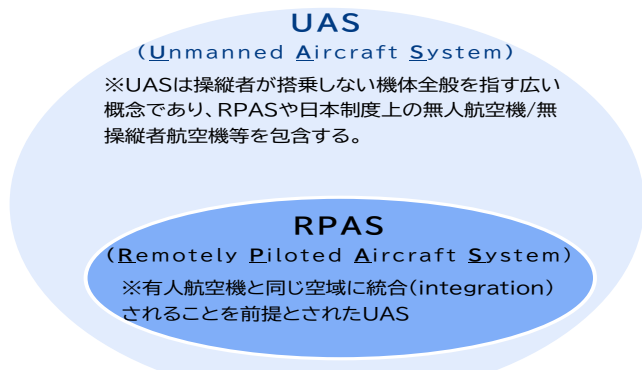 UAS
(Unmanned Aircraft System)
※UASは操縦者が搭乗しない機体全般を指す広い
概念であり、RPASや日本制度上の無人航空機/無
操縦者航空機等を包含する。
RPAS
(Remotely Piloted Aircraft System)
※有人航空機と同じ空域に統合(integration)
されることを前提とされたUAS